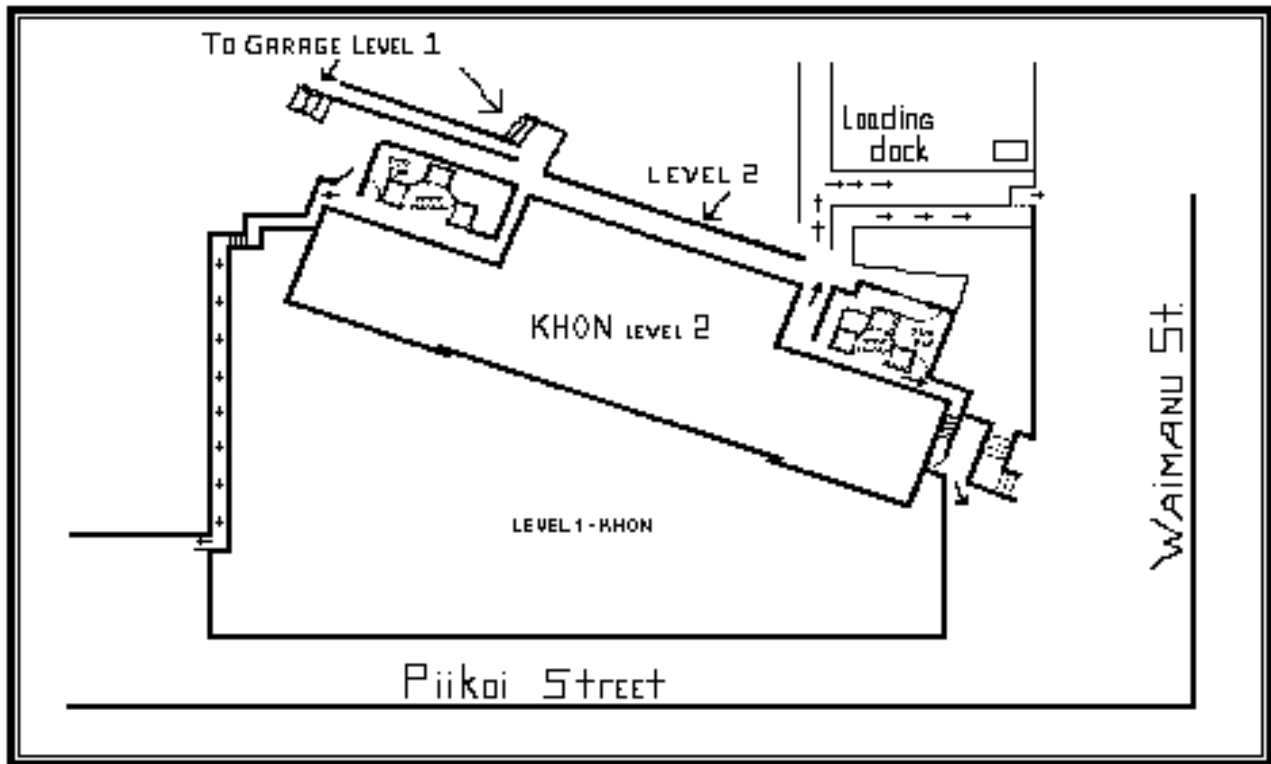 To GARAGE LEVEL 1
Loading
dock
LEVEL 2
KHON LEVEL 2
WAiMANU St.
LEVEL 1 - KHON
Piikoi StrEEt